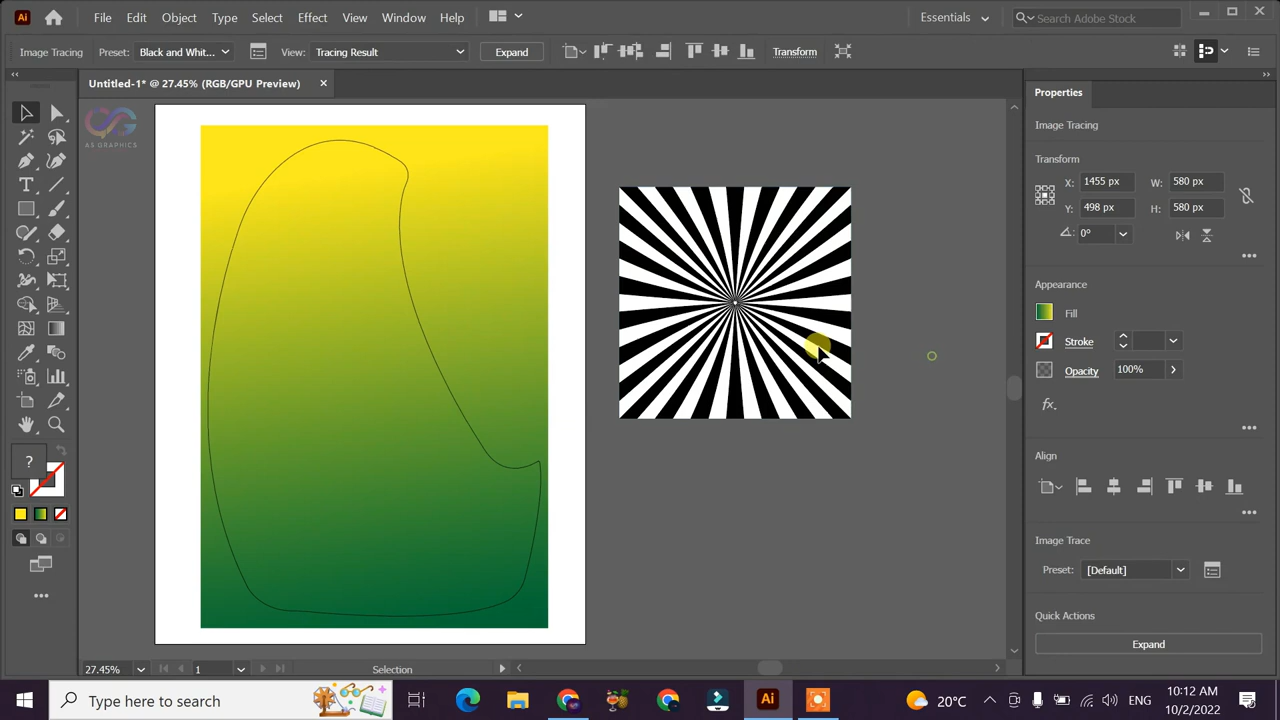 Ai File Edit Object Type Select Effect View Window Help Essentials Search Adobe Stock
Image Tracing Preset: Black and Whit... View: Tracing Result Expand Transform
Untitled-1* @ 27.45% (RGB/GPU Preview) ×
Properties
AS GRAPHICS
Image Tracing
Transform
X: 1455 px W: 580 px
Y: 498 px H: 580 px
0°
Appearance
Fill
Stroke
Opacity 100%
fx.
Align
Image Trace
Preset: [Default]
?
Quick Actions
Expand
27.45% 1 Selection
Type here to search
Ai
20°C ENG
10:12 AM
10/2/2022